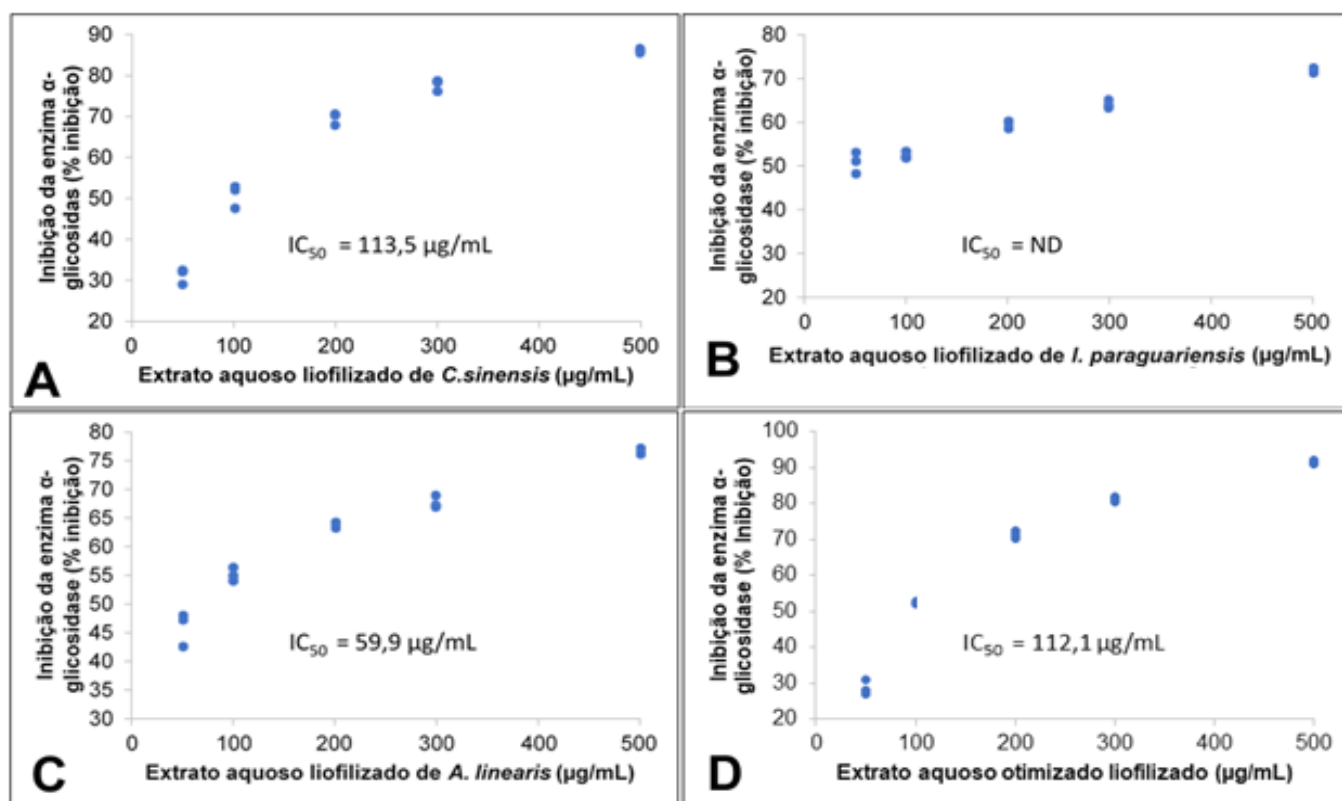 Inibição da enzima α-
glicosidas (% inibição)
90
80
70
60
50
40
30
20
0
100
200
300
400
500
IC50 = 113,5 µg/mL
A
Extrato aquoso liofilizado de C.sinensis (µg/mL)
Inibição da enzima α-
glicosidase (% inibição)
80
70
60
50
40
30
20
0
100
200
300
400
500
IC50 = ND
B
Extrato aquoso liofilizado de I. paraguariensis (µg/mL)
Inibição da enzima α-
glicosidase (% inibição)
80
75
70
65
60
55
50
45
40
35
30
0
100
200
300
400
500
IC50 = 59,9 µg/mL
C
Extrato aquoso liofilizado de A. linearis (µg/mL)
Inibição da enzima α-
glicosidase (% Inibição)
100
90
80
70
60
50
40
30
20
0
100
200
300
400
500
IC50 = 112,1 µg/mL
D
Extrato aquoso otimizado liofilizado (µg/mL)